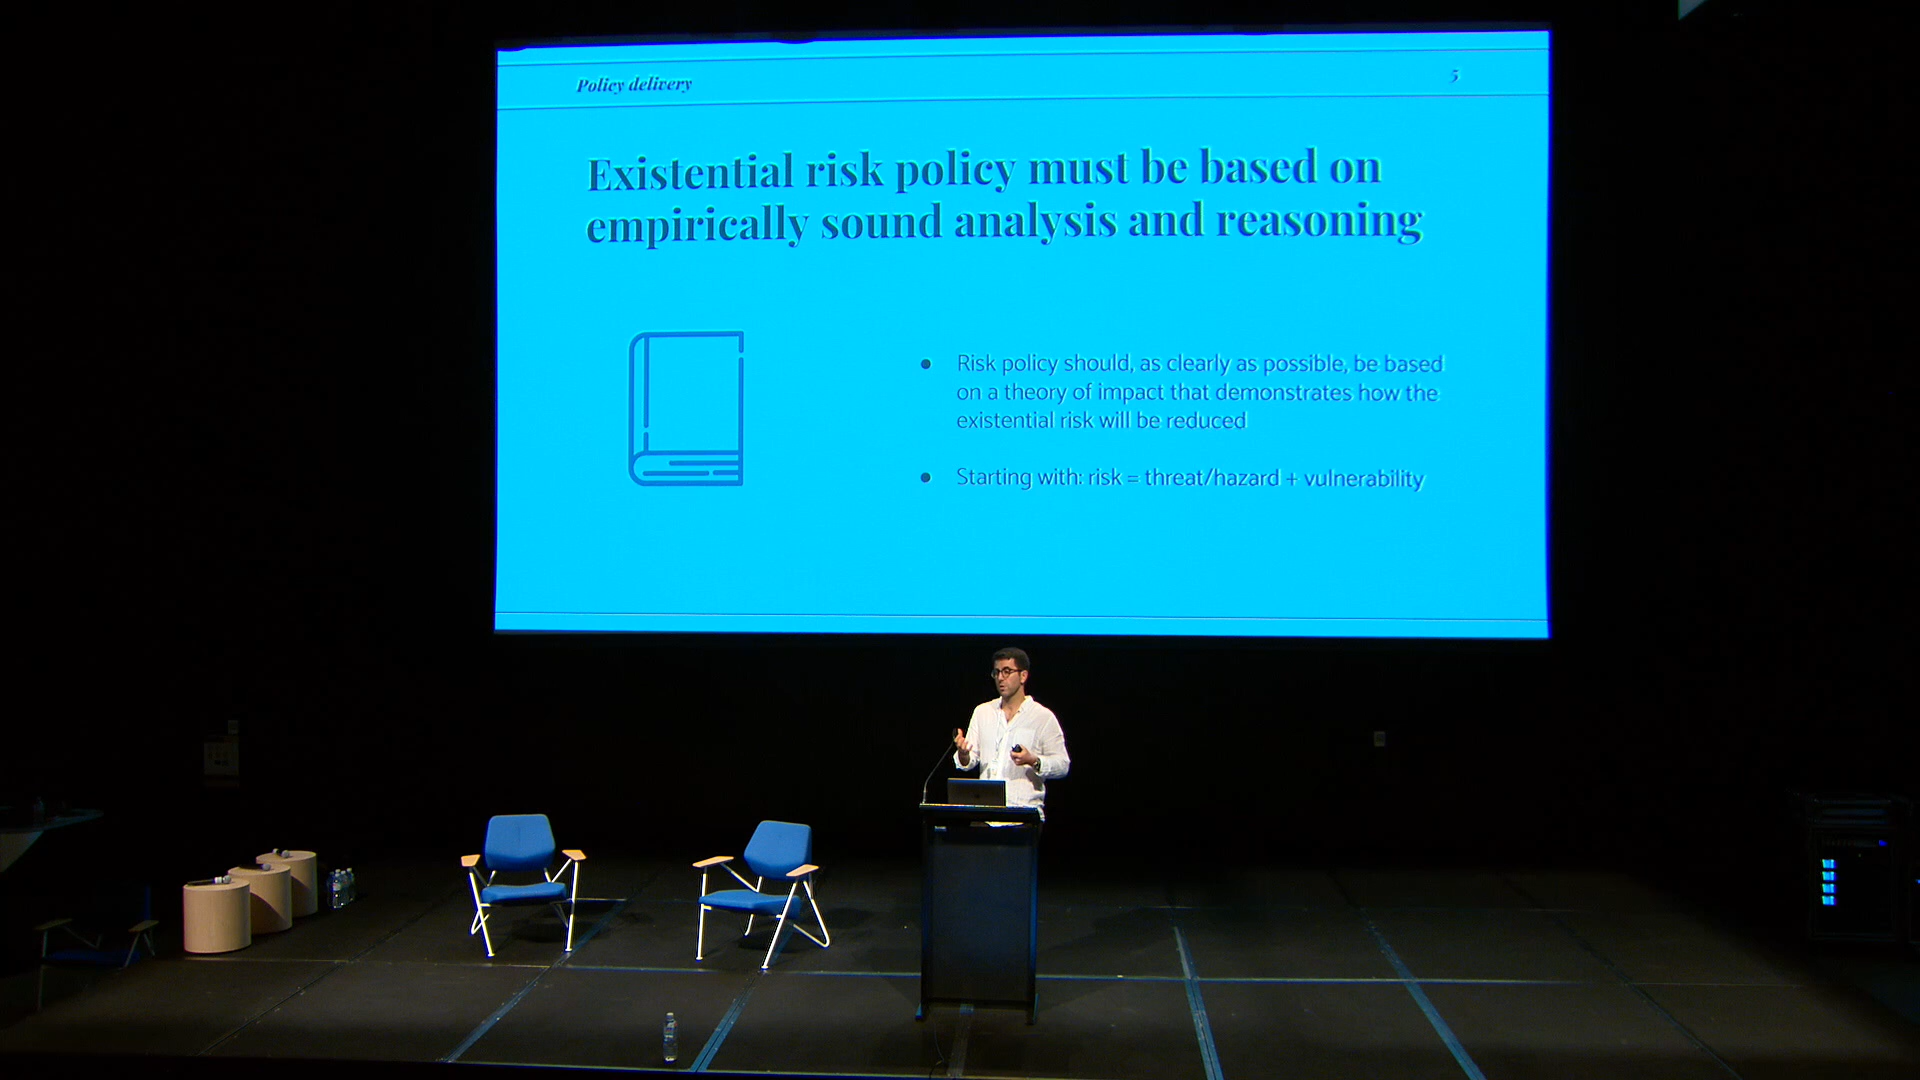 Policy delivery
5
Existential risk policy must be based on
empirically sound analysis and reasoning
● Risk policy should, as clearly as possible, be based
on a theory of impact that demonstrates how the
existential risk will be reduced
● Starting with: risk = threat/hazard + vulnerability